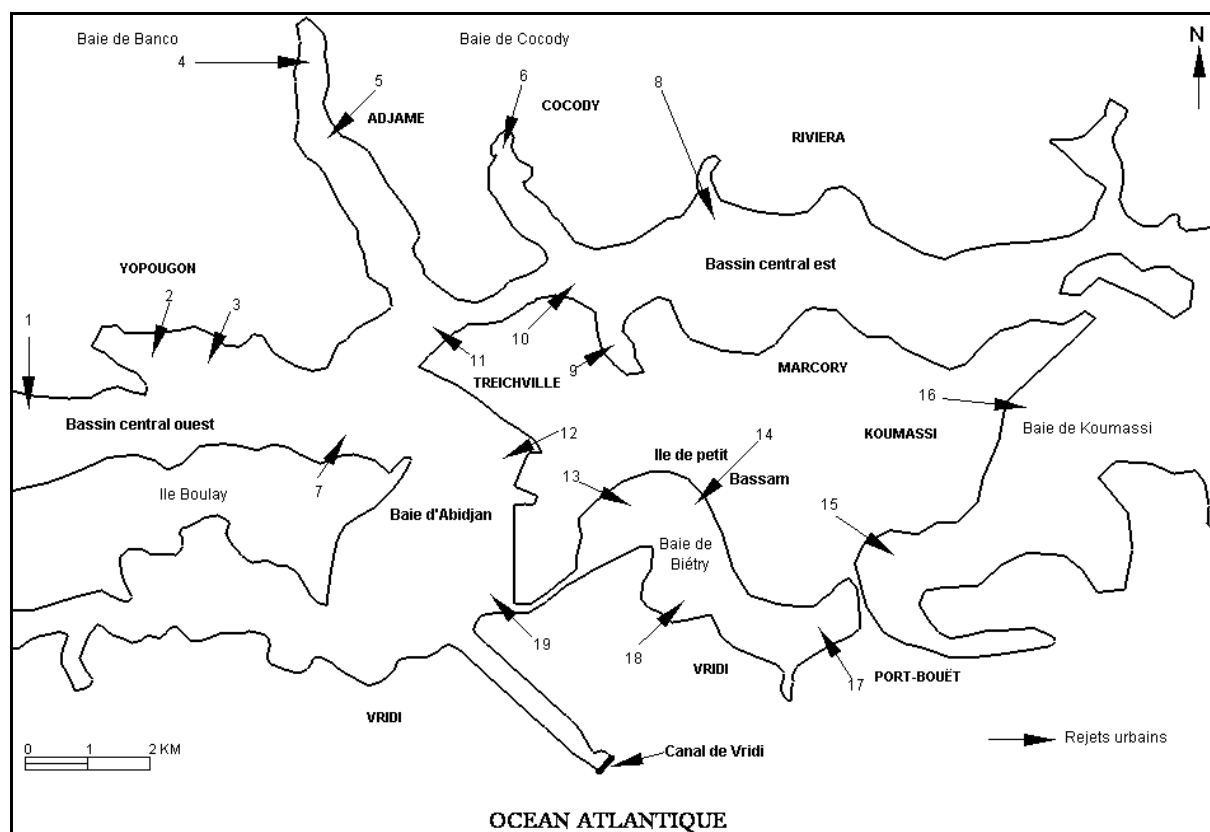 Baie de Banco
4
5
ADJAME
Baie de Cocody
6
COCODY
8
RIVIERA
N
YOPOUGON
1
2
3
Bassin central est
10
11
9
TREICHVILLE
MARCORY
16
Bassin central ouest
12
KOUMASSI
Baie de Koumassi
14
Ile de petit
Bassam
13
7
Ile Boulay
Baie d'Abidjan
15
Baie de
Biétry
19
18
VRIDI
17
PORT-BOUËT
VRIDI
0 1 2 KM
Canal de Vridi
Rejets urbains
OCEAN ATLANTIQUE